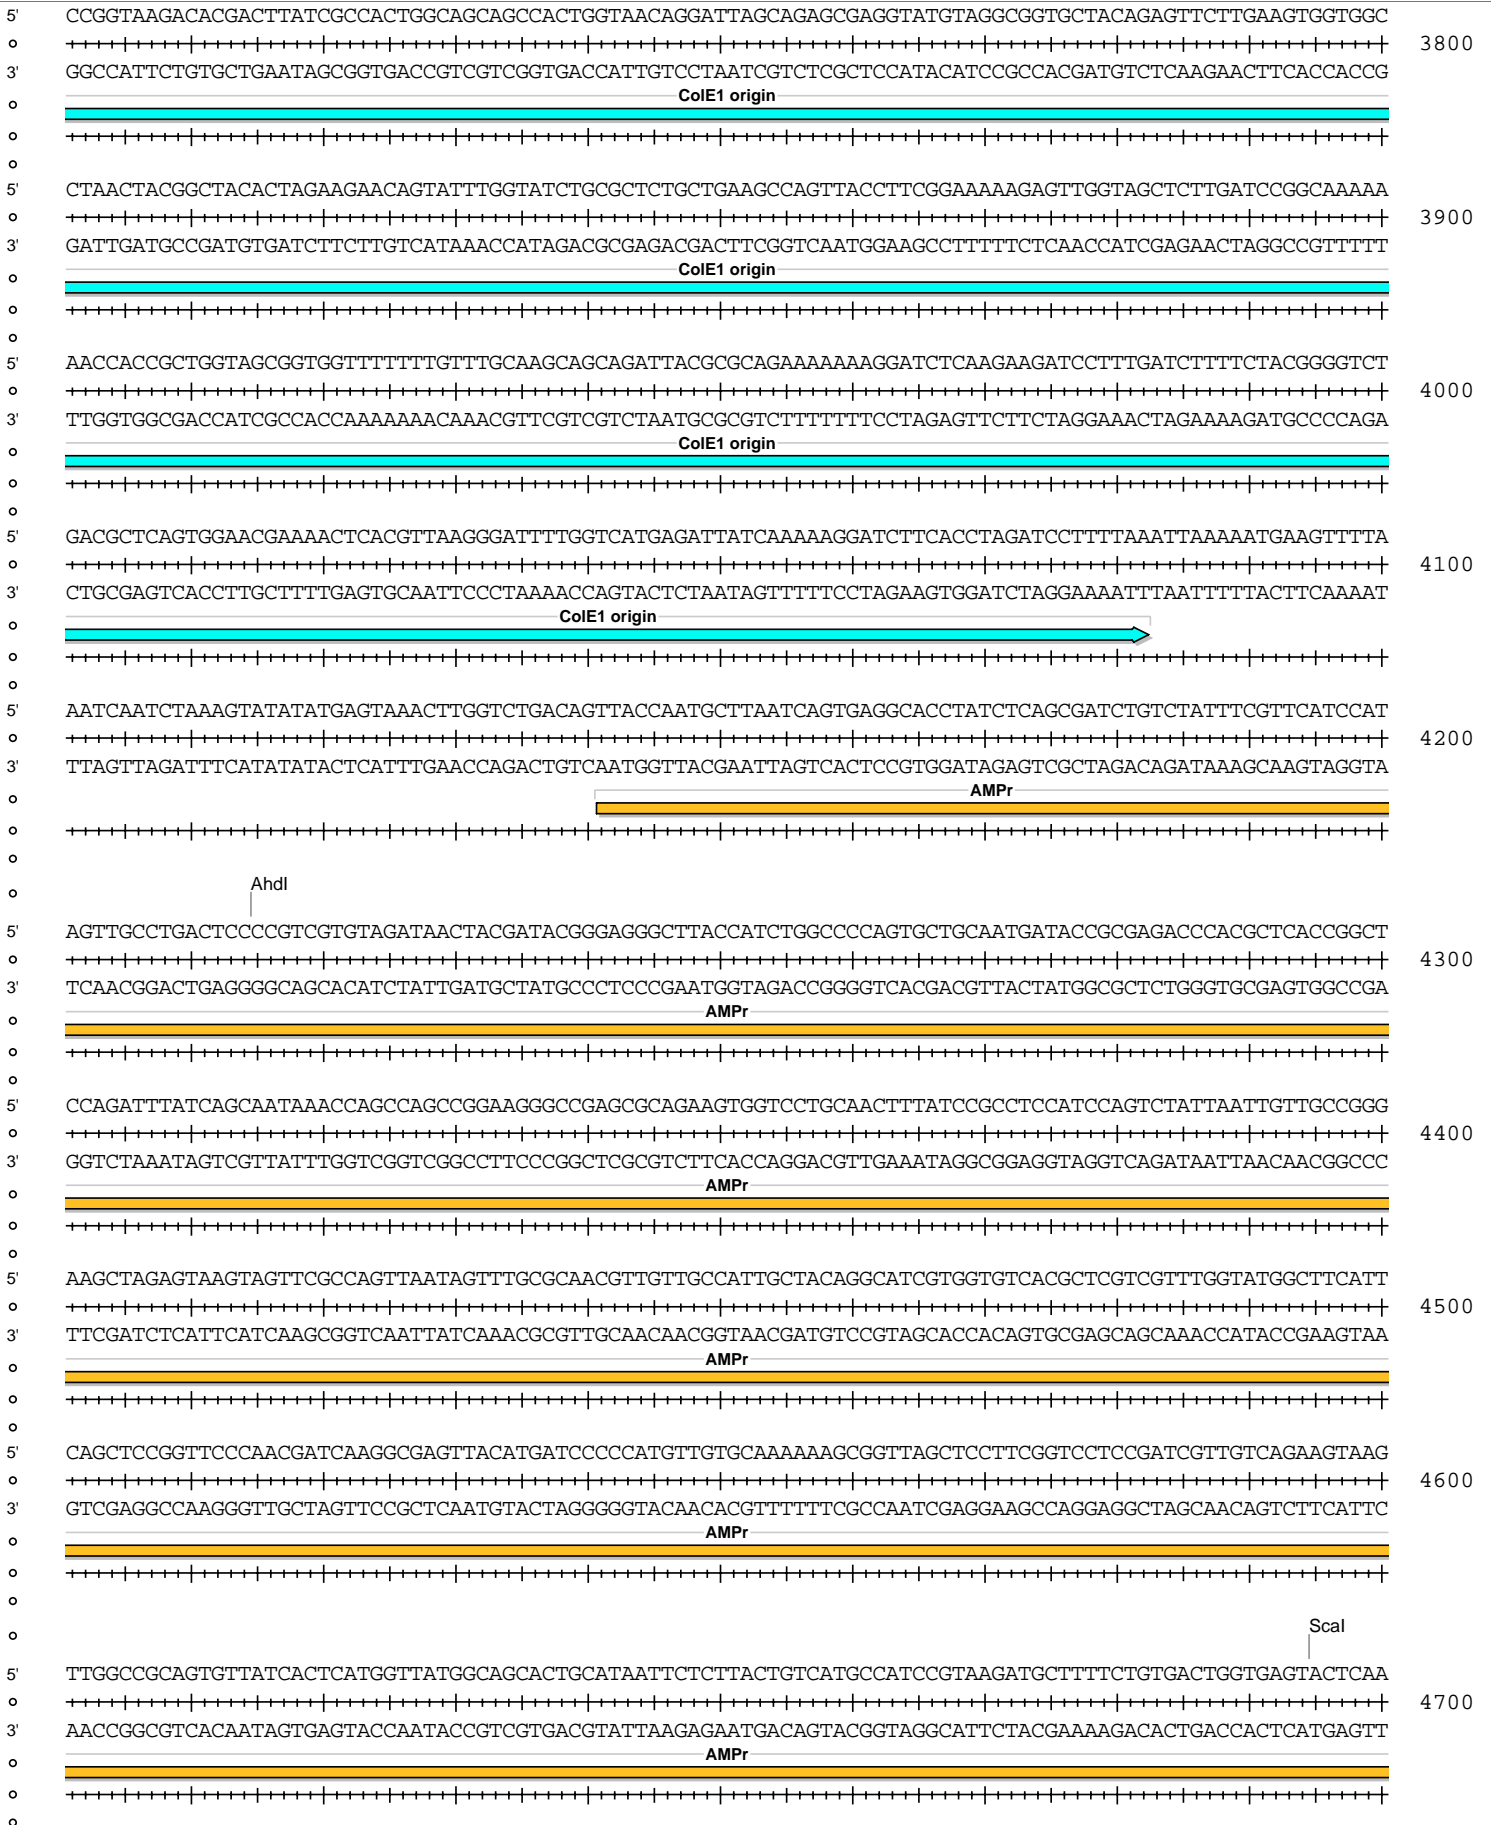 5' CCGGTAAGACACGACTTATCGCCACTGGCAGCAGCCACTGGTAACAGGATTAGCAGAGCGAGGTATGTAGGCGGTGCTACAGAGTTCTTGAAGTGGTGGC
3800
3' GGCCATTCTGTGCTGAATAGCGGTGACCGTCGTCGGTGACCATTGTCCTAATCGTCTCGCTCCATACATCCGCCACGATGTCTCAAGAACTTCACCACCG
ColE1 origin
5' CTAACTACGGCTACACTAGAAGAACAGTATTTGGTATCTGCGCTCTGCTGAAGCCAGTTACCTTCGGAAAAAGAGTTGGTAGCTCTTGATCCGGCAAAAA
3900
3' GATTGATGCCGATGTGATCTTCTTGTCATAAACCATAGACGCGAGACGACTTCGGTCAATGGAAGCCTTTTTCTCAACCATCGAGAACTAGGCCGTTTTT
ColE1 origin
5' AACCACCGCTGGTAGCGGTGGTTTTTTTGTTTGCAAGCAGCAGATTACGCGCAGAAAAAAAGGATCTCAAGAAGATCCTTTGATCTTTTCTACGGGGTCT
4000
3' TTGGTGGCGACCATCGCCACCAAAAAAACAAACGTTCGTCGTCTAATGCGCGTCTTTTTTTCCTAGAGTTCTTCTAGGAAACTAGAAAAGATGCCCCAGA
ColE1 origin
5' GACGCTCAGTGGAACGAAAACTCACGTTAAGGGATTTTGGTCATGAGATTATCAAAAAGGATCTTCACCTAGATCCTTTTAAATTAAAAATGAAGTTTTA
4100
3' CTGCGAGTCACCTTGCTTTTGAGTGCAATTCCCTAAAACCAGTACTCTAATAGTTTTTCCTAGAAGTGGATCTAGGAAAATTTAATTTTTACTTCAAAAT
ColE1 origin
5' AATCAATCTAAAGTATATATGAGTAAACTTGGTCTGACAGTTACCAATGCTTAATCAGTGAGGCACCTATCTCAGCGATCTGTCTATTTCGTTCATCCAT
4200
3' TTAGTTAGATTTCATATATACTCATTTGAACCAGACTGTCAATGGTTACGAATTAGTCACTCCGTGGATAGAGTCGCTAGACAGATAAAGCAAGTAGGTA
AMPr
AhdI
5' AGTTGCCTGACTCCCCGTCGTGTAGATAACTACGATACGGGAGGGCTTACCATCTGGCCCCAGTGCTGCAATGATACCGCGAGACCCACGCTCACCGGCT
4300
3' TCAACGGACTGAGGGGCAGCACATCTATTGATGCTATGCCCTCCCGAATGGTAGACCGGGGTCACGACGTTACTATGGCGCTCTGGGTGCGAGTGGCCGA
AMPr
5' CCAGATTTATCAGCAATAAACCAGCCAGCCGGAAGGGCCGAGCGCAGAAGTGGTCCTGCAACTTTATCCGCCTCCATCCAGTCTATTAATTGTTGCCGGG
4400
3' GGTCTAAATAGTCGTTATTTGGTCGGTCGGCCTTCCCGGCTCGCGTCTTCACCAGGACGTTGAAATAGGCGGAGGTAGGTCAGATAATTAACAACGGCCC
AMPr
5' AAGCTAGAGTAAGTAGTTCGCCAGTTAATAGTTTGCGCAACGTTGTTGCCATTGCTACAGGCATCGTGGTGTCACGCTCGTCGTTTGGTATGGCTTCATT
4500
3' TTCGATCTCATTCATCAAGCGGTCAATTATCAAACGCGTTGCAACAACGGTAACGATGTCCGTAGCACCACAGTGCGAGCAGCAAACCATACCGAAGTAA
AMPr
5' CAGCTCCGGTTCCCAACGATCAAGGCGAGTTACATGATCCCCCATGTTGTGCAAAAAAGCGGTTAGCTCCTTCGGTCCTCCGATCGTTGTCAGAAGTAAG
4600
3' GTCGAGGCCAAGGGTTGCTAGTTCCGCTCAATGTACTAGGGGGTACAACACGTTTTTTCGCCAATCGAGGAAGCCAGGAGGCTAGCAACAGTCTTCATTC
AMPr
ScaI
5' TTGGCCGCAGTGTTATCACTCATGGTTATGGCAGCACTGCATAATTCTCTTACTGTCATGCCATCCGTAAGATGCTTTTCTGTGACTGGTGAGTACTCAA
4700
3' AACCGGCGTCACAATAGTGAGTACCAATACCGTCGTGACGTATTAAGAGAATGACAGTACGGTAGGCATTCTACGAAAAGACACTGACCACTCATGAGTT
AMPr